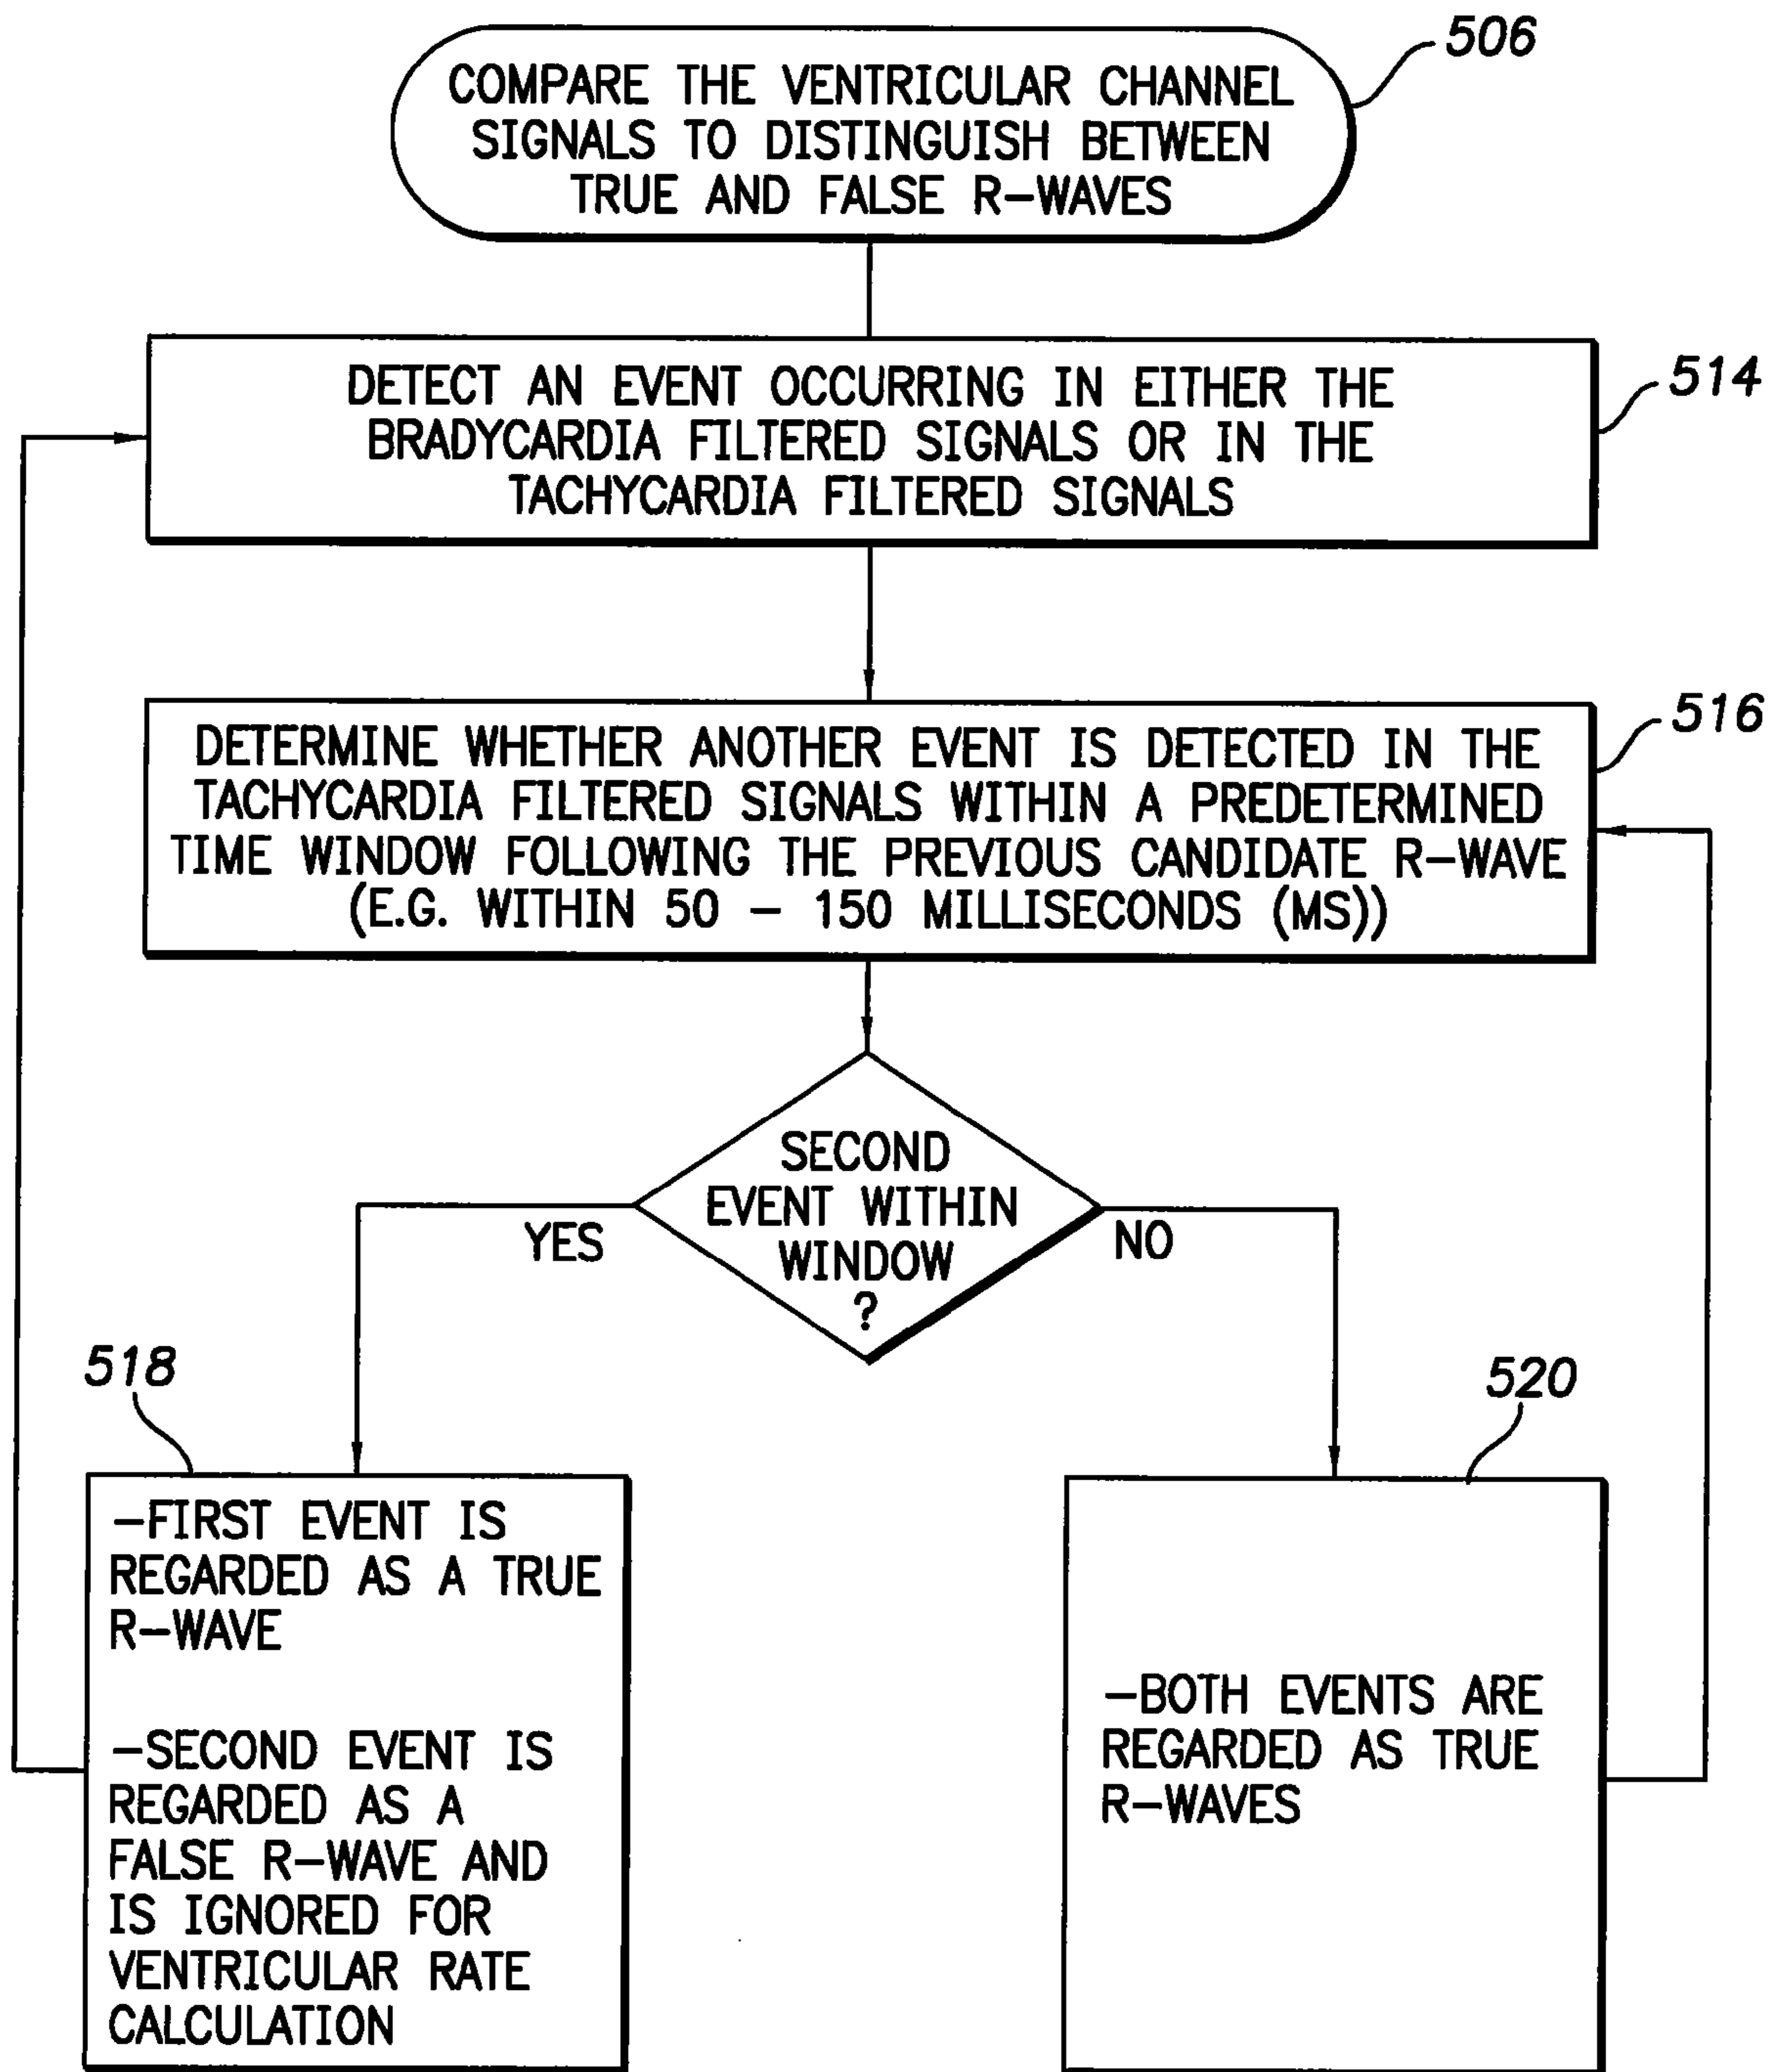 506
COMPARE THE VENTRICULAR CHANNEL
SIGNALS TO DISTINGUISH BETWEEN
TRUE AND FALSE R-WAVES
514
DETECT AN EVENT OCCURRING IN EITHER THE
BRADYCARDIA FILTERED SIGNALS OR IN THE
TACHYCARDIA FILTERED SIGNALS
516
DETERMINE WHETHER ANOTHER EVENT IS DETECTED IN THE
TACHYCARDIA FILTERED SIGNALS WITHIN A PREDETERMINED
TIME WINDOW FOLLOWING THE PREVIOUS CANDIDATE R-WAVE
(E.G. WITHIN 50 - 150 MILLISECONDS (MS))
SECOND
EVENT WITHIN
WINDOW
?
YES
NO
518
-FIRST EVENT IS
REGARDED AS A TRUE
R-WAVE
-SECOND EVENT IS
REGARDED AS A
FALSE R-WAVE AND
IS IGNORED FOR
VENTRICULAR RATE
CALCULATION
520
-BOTH EVENTS ARE
REGARDED AS TRUE
R-WAVES